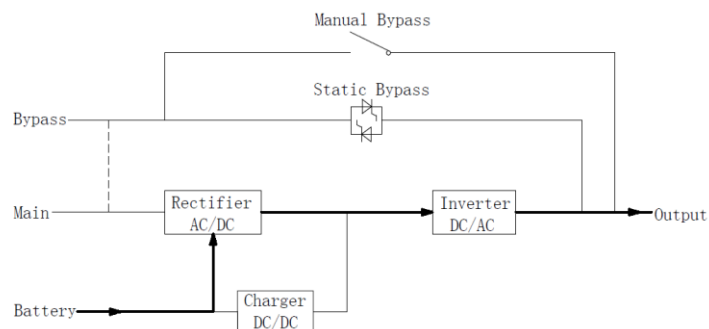 Manual Bypass
Static Bypass
Bypass
Main
Rectifier
AC/DC
Inverter
DC/AC
Output
Battery
Charger
DC/DC